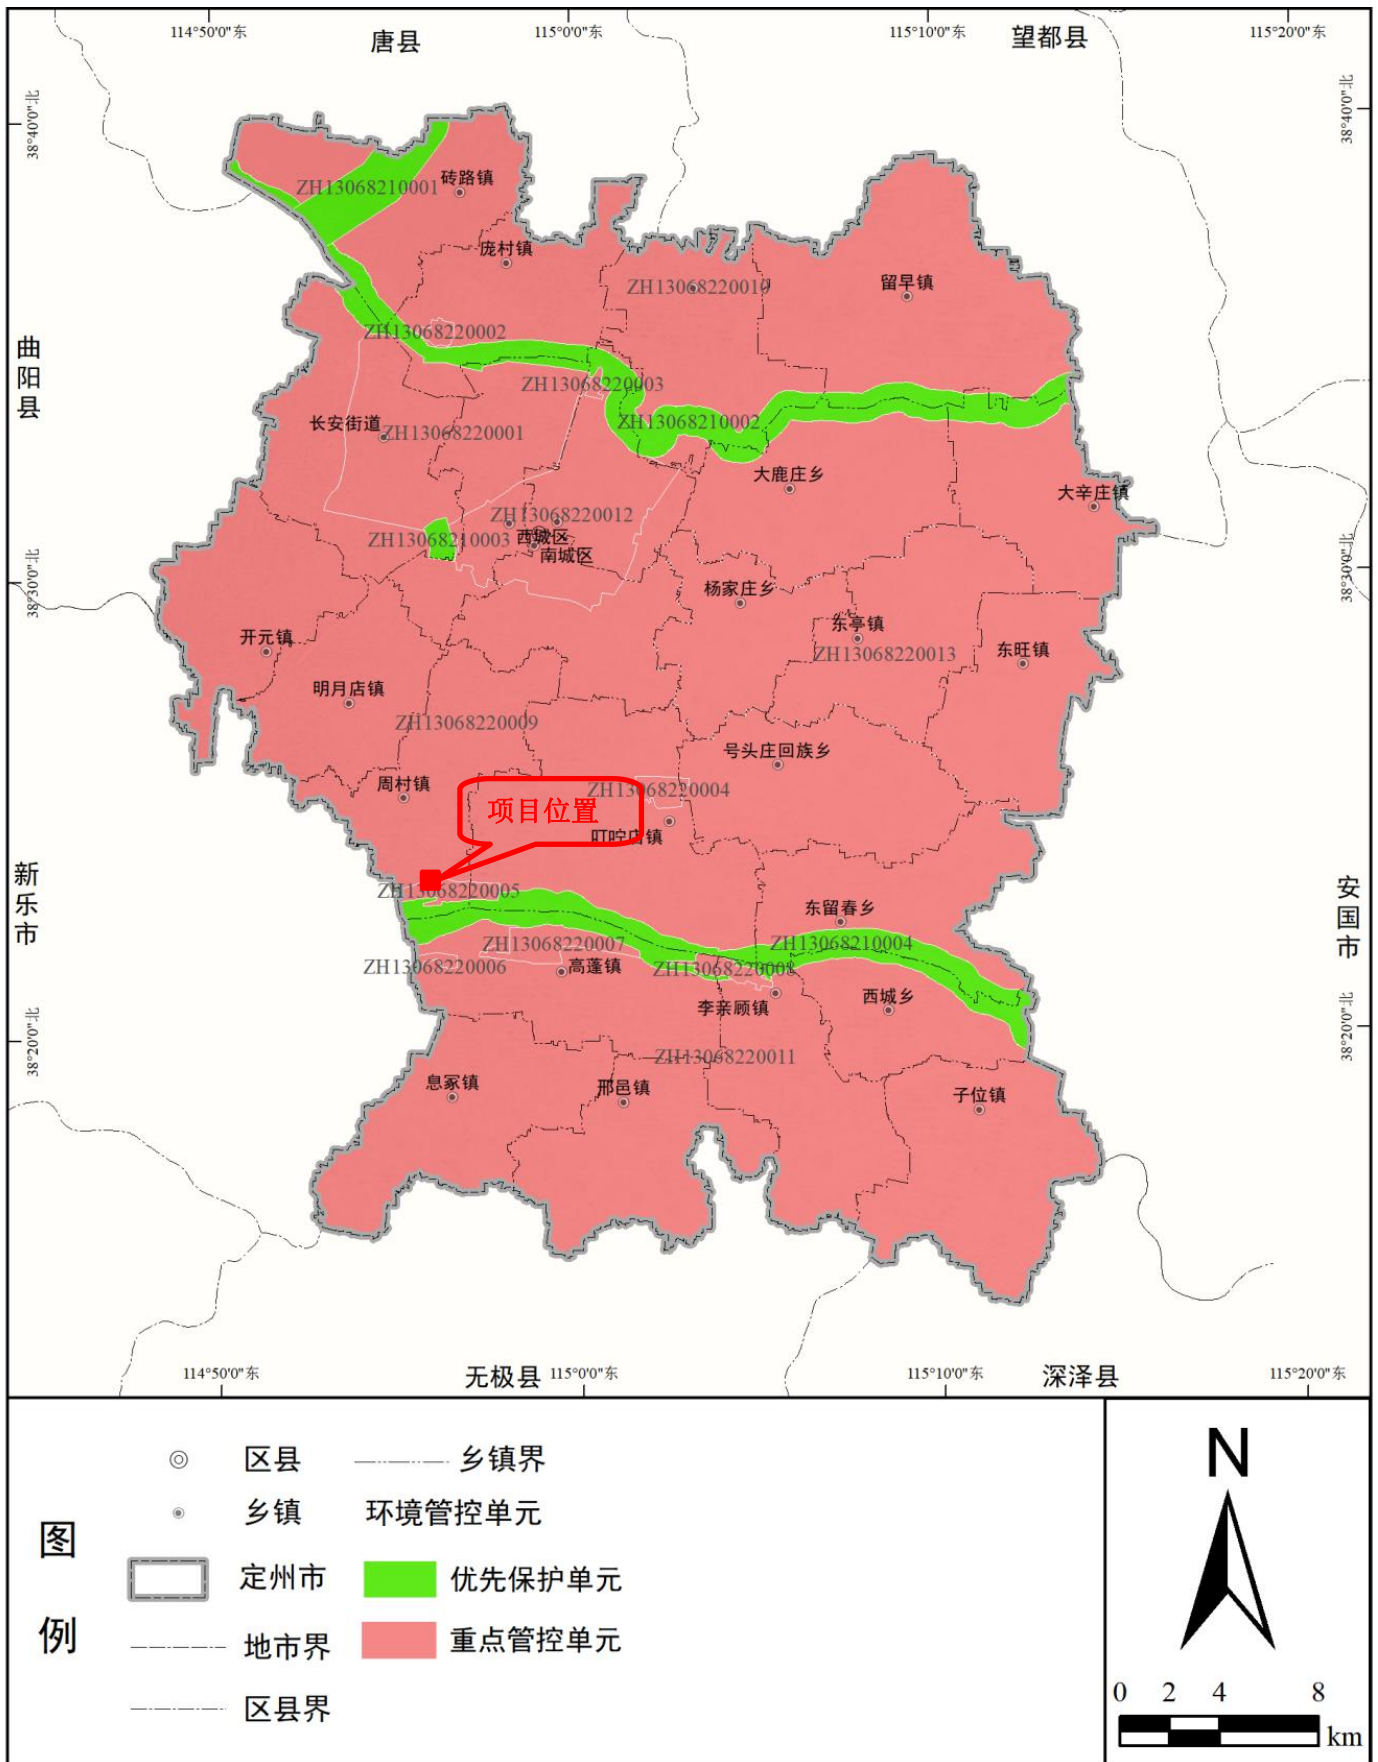 114°50'0"东
115°0'0"东
115°10'0"东
115°20'0"东
唐县
望都县
38°40'0"北
38°40'0"北
ZH13068210001
砖路镇
庞村镇
ZH13068220010
留早镇
曲阳县
ZH13068220002
ZH13068220003
长安街道
ZH13068220001
ZH13068210002
大鹿庄乡
大辛庄镇
ZH13068220012
西城区
ZH13068210003
南城区
38°30'0"北
38°30'0"北
杨家庄乡
开元镇
东亭镇
东旺镇
ZH13068220013
明月店镇
ZH13068220009
号头庄回族乡
周村镇
ZH13068220004
项目位置
叮咛店镇
新乐市
安国市
ZH13068220005
东留春乡
ZH13068220007
ZH13068210004
ZH13068220006
高蓬镇
ZH13068220008
李亲顾镇
西城乡
38°20'0"北
38°20'0"北
ZH13068220011
息冢镇
邢邑镇
子位镇
114°50'0"东
无极县
115°0'0"东
115°10'0"东
深泽县
115°20'0"东
图例
区县
乡镇界
乡镇
环境管控单元
定州市
优先保护单元
地市界
重点管控单元
区县界
N
0 2 4 8
km